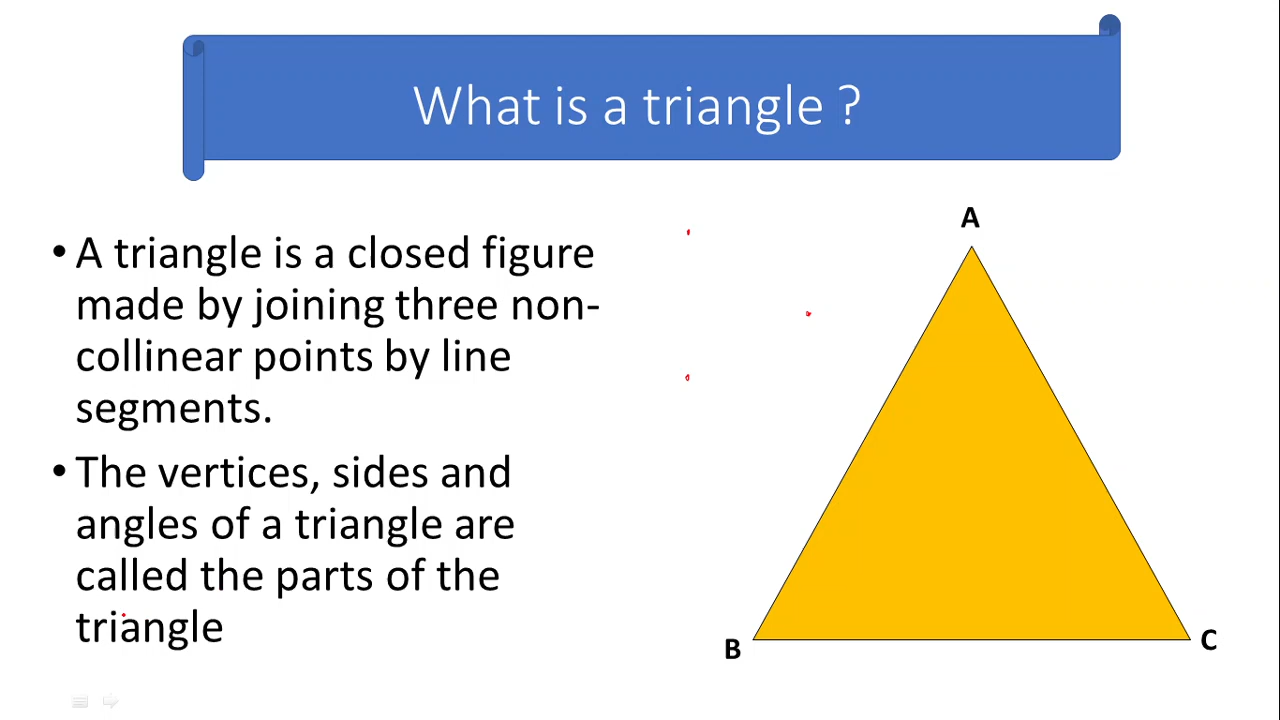 What is a triangle ?
• A triangle is a closed figure
made by joining three non-
collinear points by line
segments.
• The vertices, sides and
angles of a triangle are
called the parts of the
triangle
A
B
C